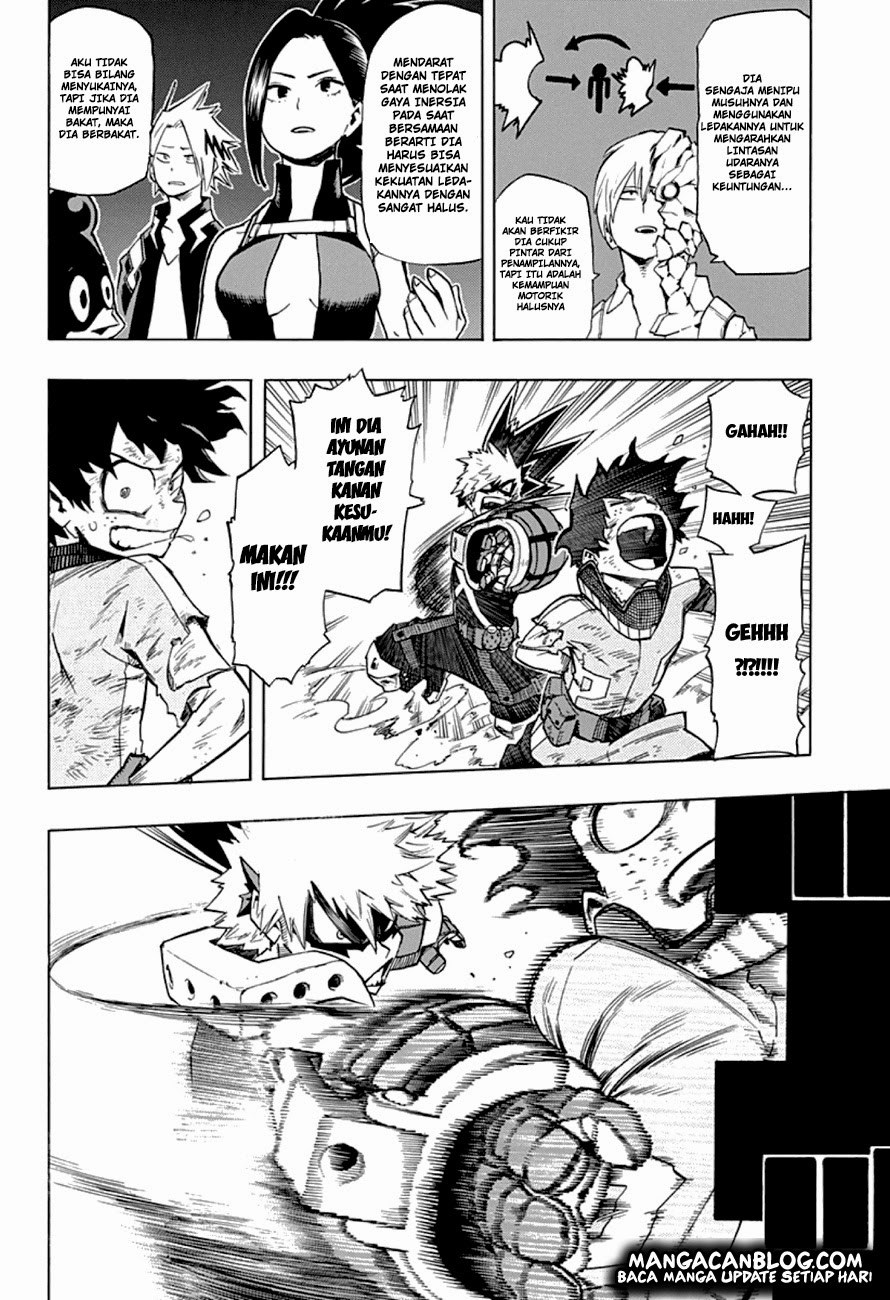 DIA
SENGAJA MENIPU
MUSUHNYA DAN
MENGGUNAKAN
LEDAKANNYA UNTUK
MENGARAHKAN
LINTASAN
UDARANYA
SEBAGAI
KEUNTUNGAN...
KAU TIDAK
AKAN BERFIKIR
DIA CUKUP
PINTAR DARI
PENAMPILANNYA,
TAPI ITU ADALAH
KEMAMPUAN
MOTORIK
HALUSNYA
MENDARAT
DENGAN TEPAT
SAAT MENOLAK
GAYA INERSIA
PADA SAAT
BERSAMAAN
BERARTI DIA
HARUS BISA
MENYESUAIKAN
KEKUATAN LEDA-
KANNYA DENGAN
SANGAT HALUS.
AKU TIDAK
BISA BILANG
MENYUKAINYA,
TAPI JIKA DIA
MEMPUNYAI
BAKAT, MAKA
DIA BERBAKAT.
GAHAH!!
HAHH!
GEHHH
?!?!!!!
INI DIA
AYUNAN
TANGAN
KANAN
KESU-
KAANMU!
MAKAN
INI!!!
MANGACANBLOG.COM
BACA MANGA UPDATE SETIAP HARI